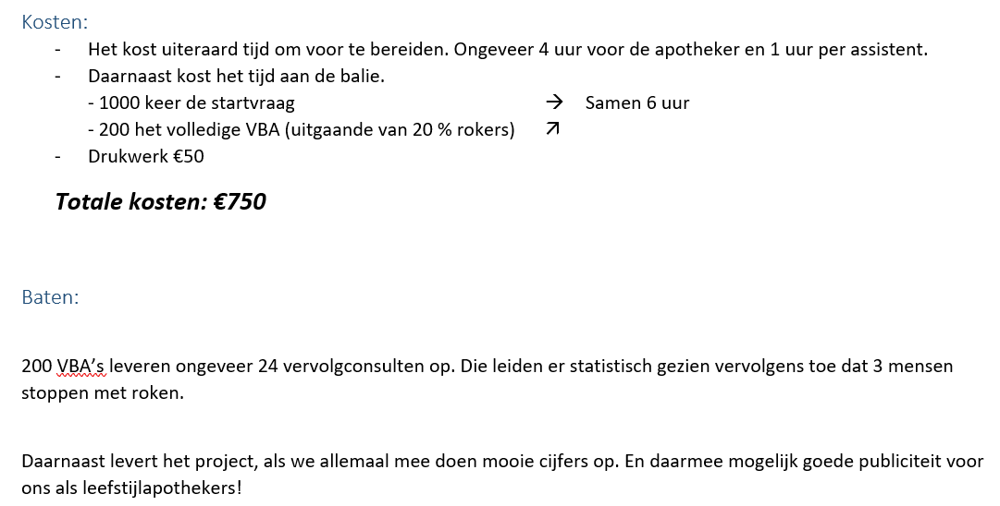 Kosten:
- Het kost uiteraard tijd om voor te bereiden. Ongeveer 4 uur voor de apotheker en 1 uur per assistent.
- Daarnaast kost het tijd aan de balie.
- 1000 keer de startvraag → Samen 6 uur
- 200 het volledige VBA (uitgaande van 20 % rokers) ↗
- Drukwerk €50
Totale kosten: €750
Baten:
200 VBA’s leveren ongeveer 24 vervolgconsulten op. Die leiden er statistisch gezien vervolgens toe dat 3 mensen
stoppen met roken.
Daarnaast levert het project, als we allemaal mee doen mooie cijfers op. En daarmee mogelijk goede publiciteit voor
ons als leefstijlapothekers!